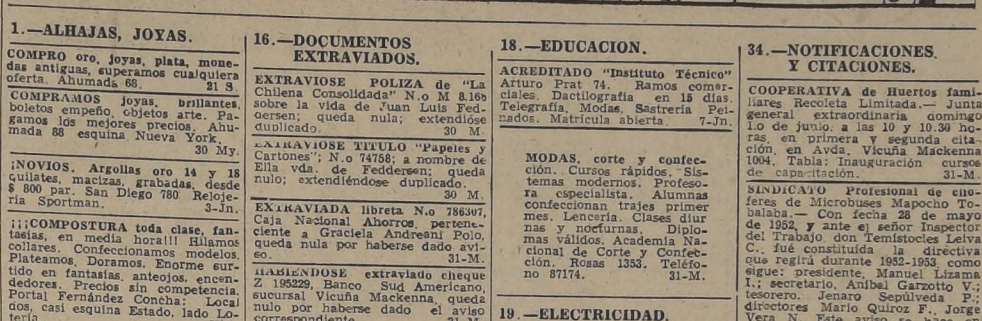 1.—ALHAJAS, JOYAS.
COMPRO oro, joyas, plata, mone-
das antiguas, superamos cualquiera
oferta. Ahumada 68. 21 S.
COMPRAMOS joyas, brillantes,
boletos empeño, objetos arte. Pa-
gamos los mejores precios. Ahu-
mada 88 esquina Nueva York.
30 My.
¡NOVIOS. Argollas oro 14 y 18
quilates, macizas, grabadas, desde
$ 800 par. San Diego 780 Reloje-
ría Sportman. 3-Jn.
¡¡¡COMPOSTURA toda clase, fan-
tasías, en media hora!!! Hilamos
collares. Confeccionamos modelos.
Plateamos, Doramos. Enorme sur-
tido en fantasías, anteojos, encen-
dedores. Precios sin competencia.
Portal Fernández Concha: Local
dos, casi esquina Estado, lado Lo-
tería
16.—DOCUMENTOS
EXTRAVIADOS.
EXTRAVIOSE POLIZA de "La
Chilena Consolidada" N.o M 8.166
sobre la vida de Juan Luis Fed-
dersen; queda nula; extendióse
duplicado. 30 M.
EXTRAVIOSE TITULO "Papeles y
Cartones"; N.o 74758; a nombre de
Ella vda. de Feddersen; queda
nulo; extendiéndose duplicado.
30 M.
EXTRAVIADA libreta N.o 786307,
Caja Nacional Ahorros, pertene-
ciente a Graciela Andreani Polo,
queda nula por haberse dado avi-
so. 31-M.
HABIENDOSE extraviado cheque
Z 195229, Banco Sud Americano,
sucursal Vicuña Mackenna, queda
nulo por haberse dado el aviso
correspondiente.
18.—EDUCACION.
ACREDITADO "Instituto Técnico"
Arturo Prat 74. Ramos comer-
ciales. Dactilografía en 15 días.
Telegrafía, Modas, Sastrería Pei-
nados. Matrícula abierta. 7-Jn.
MODAS, corte y confec-
ción. Cursos rápidos. Sis-
temas modernos. Profeso-
ra especialista. Alumnas
confeccionan trajes primer
mes. Lencería. Clases diur
nas y nocturnas. Diplo-
mas válidos. Academia Na-
cional de Corte y Confec-
ción. Rosas 1353. Teléfo-
no 87174. 31-M.
19.—ELECTRICIDAD.
34.—NOTIFICACIONES
Y CITACIONES.
COOPERATIVA de Huertos fami-
liares Recoleta Limitada.— Junta
general extraordinaria domingo
1.o de junio, a las 10 y 10.30 ho-
ras, en primera y segunda cita-
ción, en Avda. Vicuña Mackenna
1004. Tabla: Inauguración cursos
de capacitación. 31-M.
SINDICATO Profesional de cho-
feres de Microbuses Mapocho To-
balaba.— Con fecha 28 de mayo
de 1952, y ante el señor Inspector
del Trabajo, don Temístocles Leiva
C., fué constituida la directiva
que regirá durante 1952-1953, como
sigue: presidente, Manuel Lizama
I.; secretario, Aníbal Garzotto V.;
tesorero, Jenaro Sepúlveda P.;
directores Mario Quiroz F., Jorge
Vera N. Este aviso se hace en